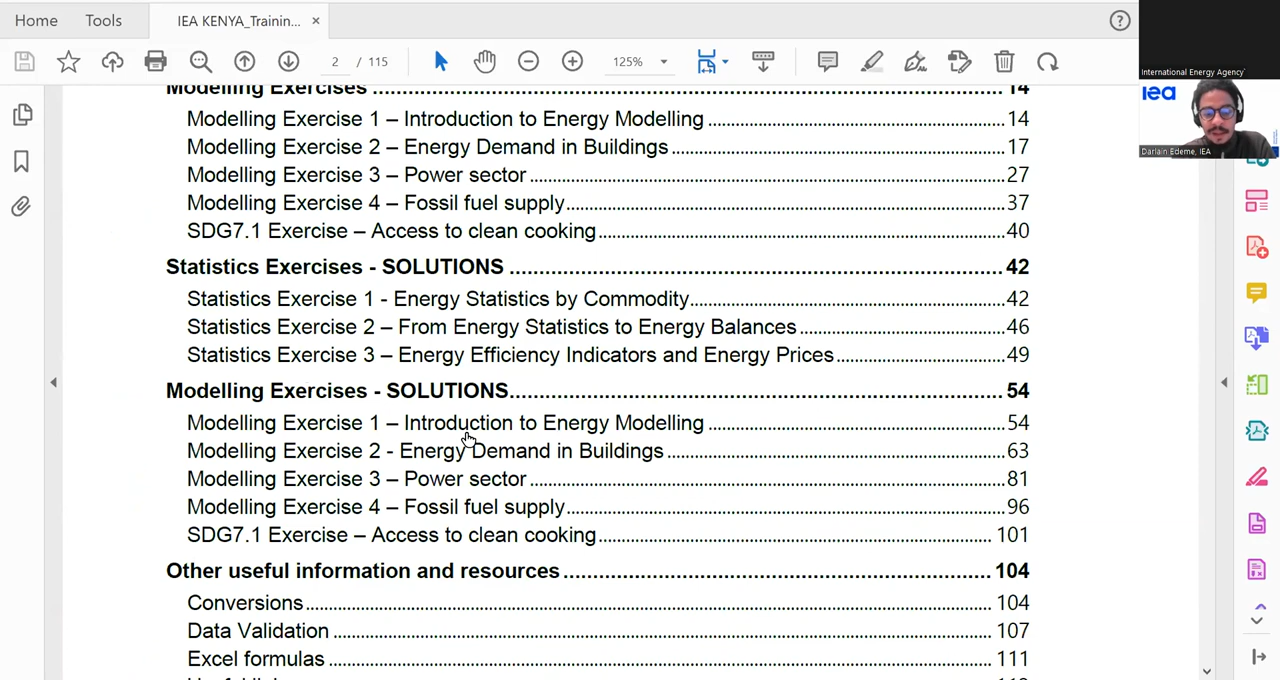 Home Tools IEA KENYA_Trainin... ×
2 / 115 125%
International Energy Agency
iea
Darlain Edeme, IEA
Modelling Exercises 14
Modelling Exercise 1 – Introduction to Energy Modelling 14
Modelling Exercise 2 – Energy Demand in Buildings 17
Modelling Exercise 3 – Power sector 27
Modelling Exercise 4 – Fossil fuel supply 37
SDG7.1 Exercise – Access to clean cooking 40
Statistics Exercises - SOLUTIONS 42
Statistics Exercise 1 - Energy Statistics by Commodity 42
Statistics Exercise 2 – From Energy Statistics to Energy Balances 46
Statistics Exercise 3 – Energy Efficiency Indicators and Energy Prices 49
Modelling Exercises - SOLUTIONS 54
Modelling Exercise 1 – Introduction to Energy Modelling 54
Modelling Exercise 2 - Energy Demand in Buildings 63
Modelling Exercise 3 – Power sector 81
Modelling Exercise 4 – Fossil fuel supply 96
SDG7.1 Exercise – Access to clean cooking 101
Other useful information and resources 104
Conversions 104
Data Validation 107
Excel formulas 111